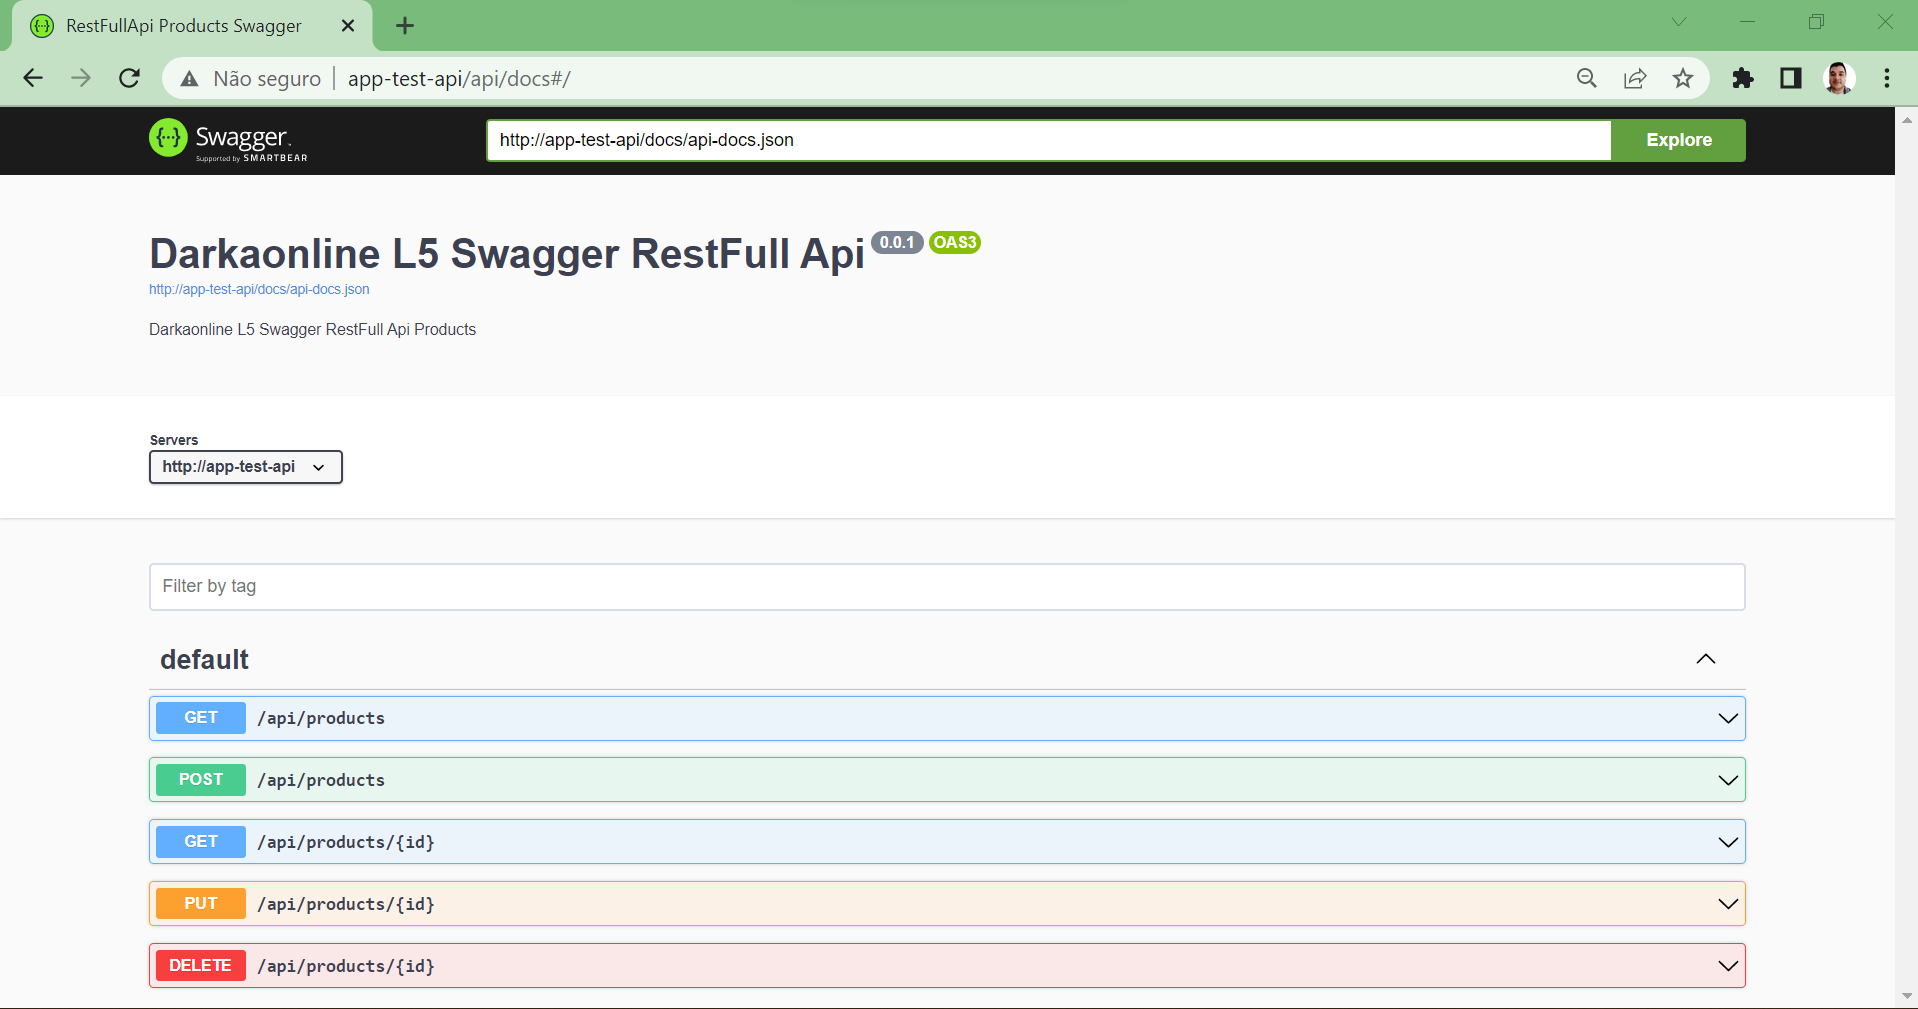 RestFullApi Products Swagger
Não seguro
app-test-api/api/docs#/
Swagger
Supported by SMARTBEAR
http://app-test-api/docs/api-docs.json
Explore
Darkaonline L5 Swagger RestFull Api
0.0.1
OAS3
http://app-test-api/docs/api-docs.json
Darkaonline L5 Swagger RestFull Api Products
Servers
http://app-test-api
Filter by tag
default
GET /api/products
POST /api/products
GET /api/products/{id}
PUT /api/products/{id}
DELETE /api/products/{id}